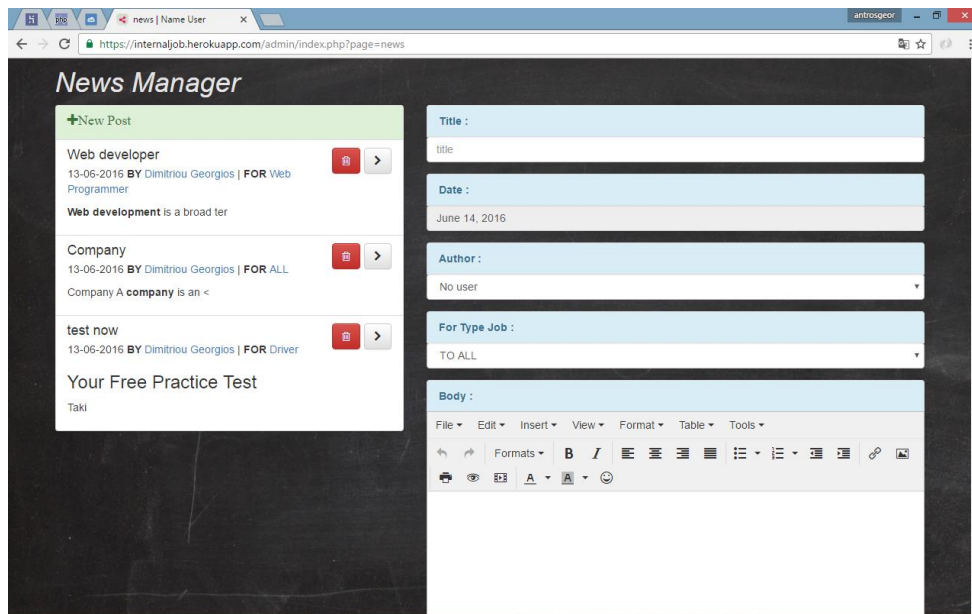 news | Name User
antrosgeor
https://internaljob.herokuapp.com/admin/index.php?page=news
News Manager
New Post
Web developer
13-06-2016 BY Dimitriou Georgios | FOR Web
Programmer
Web development is a broad ter
Company
13-06-2016 BY Dimitriou Georgios | FOR ALL
Company A company is an <
test now
13-06-2016 BY Dimitriou Georgios | FOR Driver
Your Free Practice Test
Taki
Title :
title
Date :
June 14, 2016
Author :
No user
For Type Job :
TO ALL
Body :
File Edit Insert View Format Table Tools
Formats B I
A A